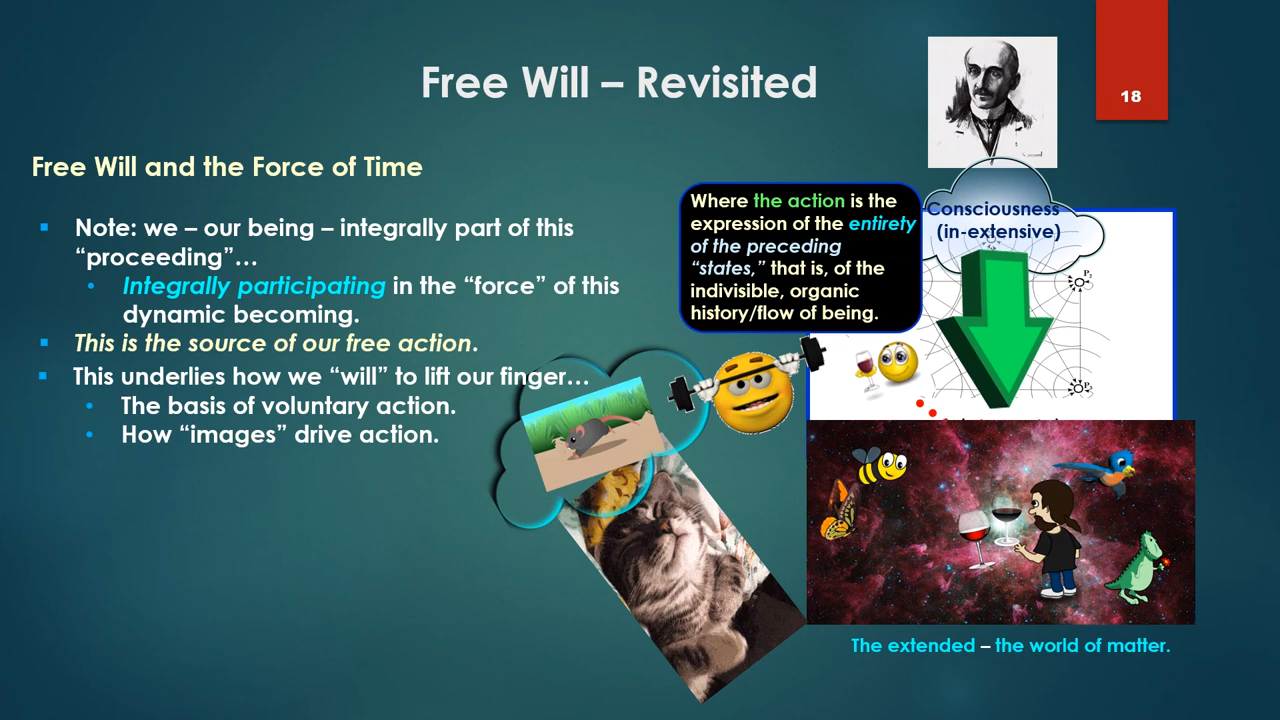 Free Will – Revisited
18
Free Will and the Force of Time
Note: we – our being – integrally part of this
“proceeding”…
Integrally participating in the “force” of this
dynamic becoming.
This is the source of our free action.
This underlies how we “will” to lift our finger…
The basis of voluntary action.
How “images” drive action.
Where the action is the
expression of the entirety
of the preceding
“states,” that is, of the
indivisible, organic
history/flow of being.
Consciousness
(in-extensive)
P₃
The extended – the world of matter.